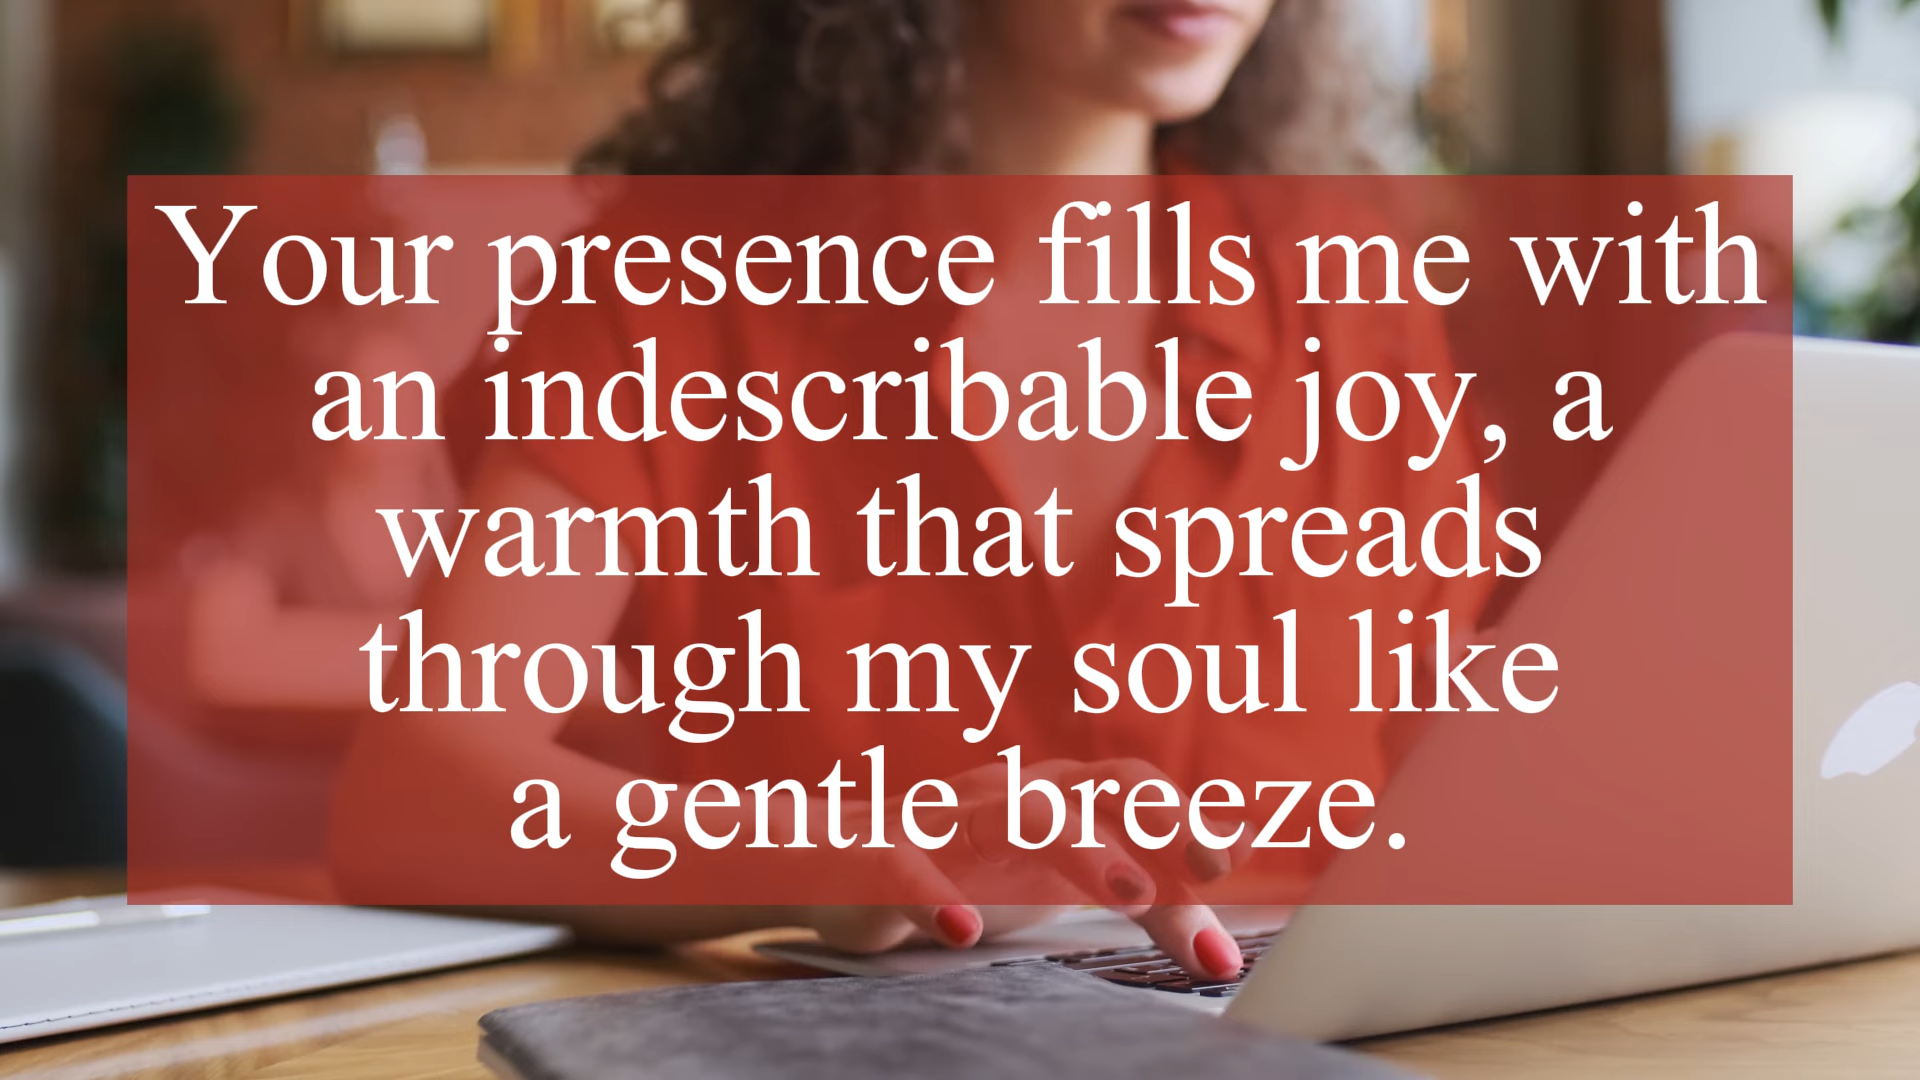 Your presence fills me with
an indescribable joy, a
warmth that spreads
through my soul like
a gentle breeze.